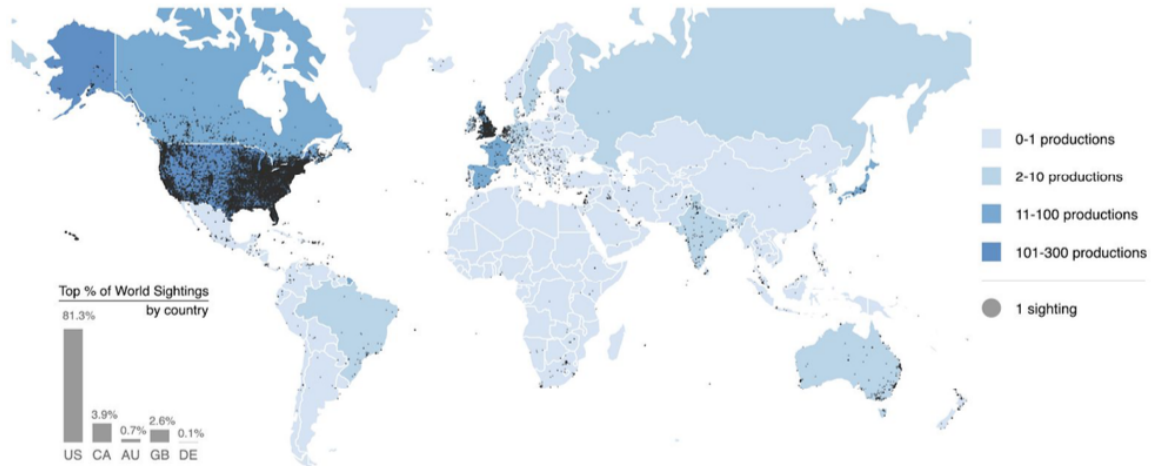 0-1 productions
2-10 productions
11-100 productions
101-300 productions
1 sighting
Top % of World Sightings
by country
81.3%
3.9%
0.7%
2.6%
0.1%
US CA AU GB DE